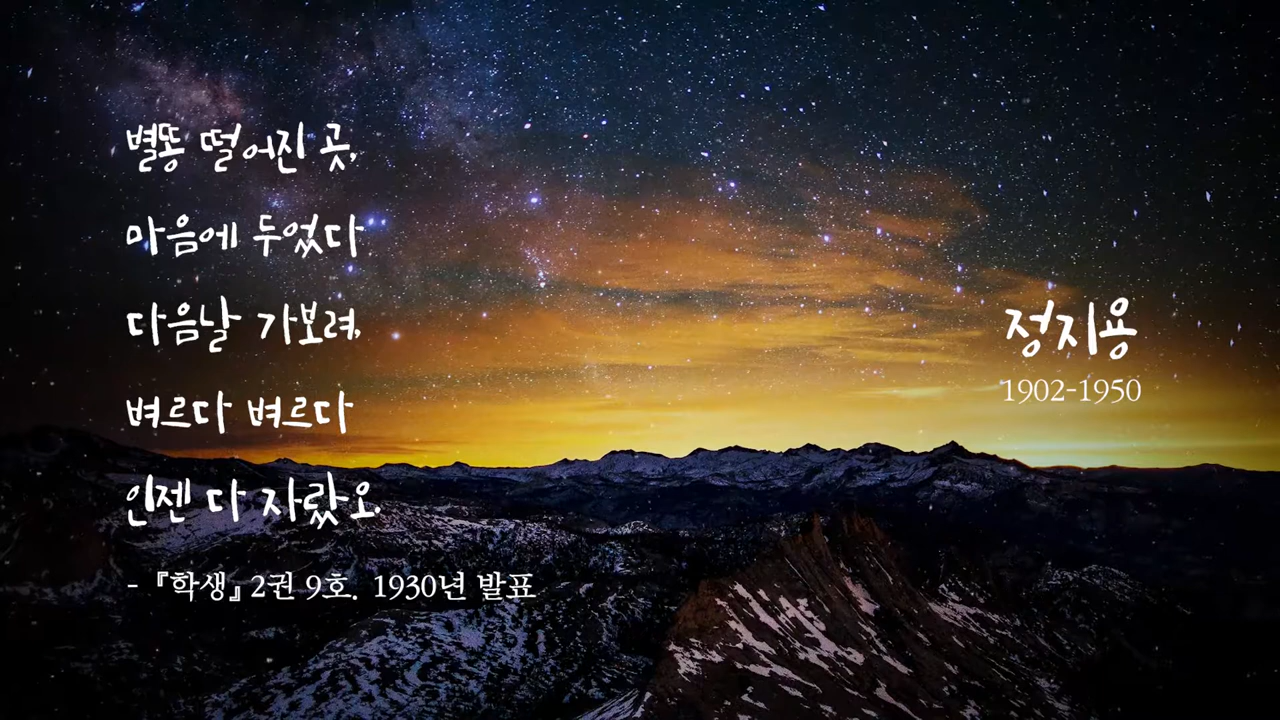 별똥 떨어진 곳,
마음에 두었다
다음날 가보려,
벼르다 벼르다
인젠 다 자랐오.
- 『학생』 2권 9호. 1930년 발표
정지용
1902-1950